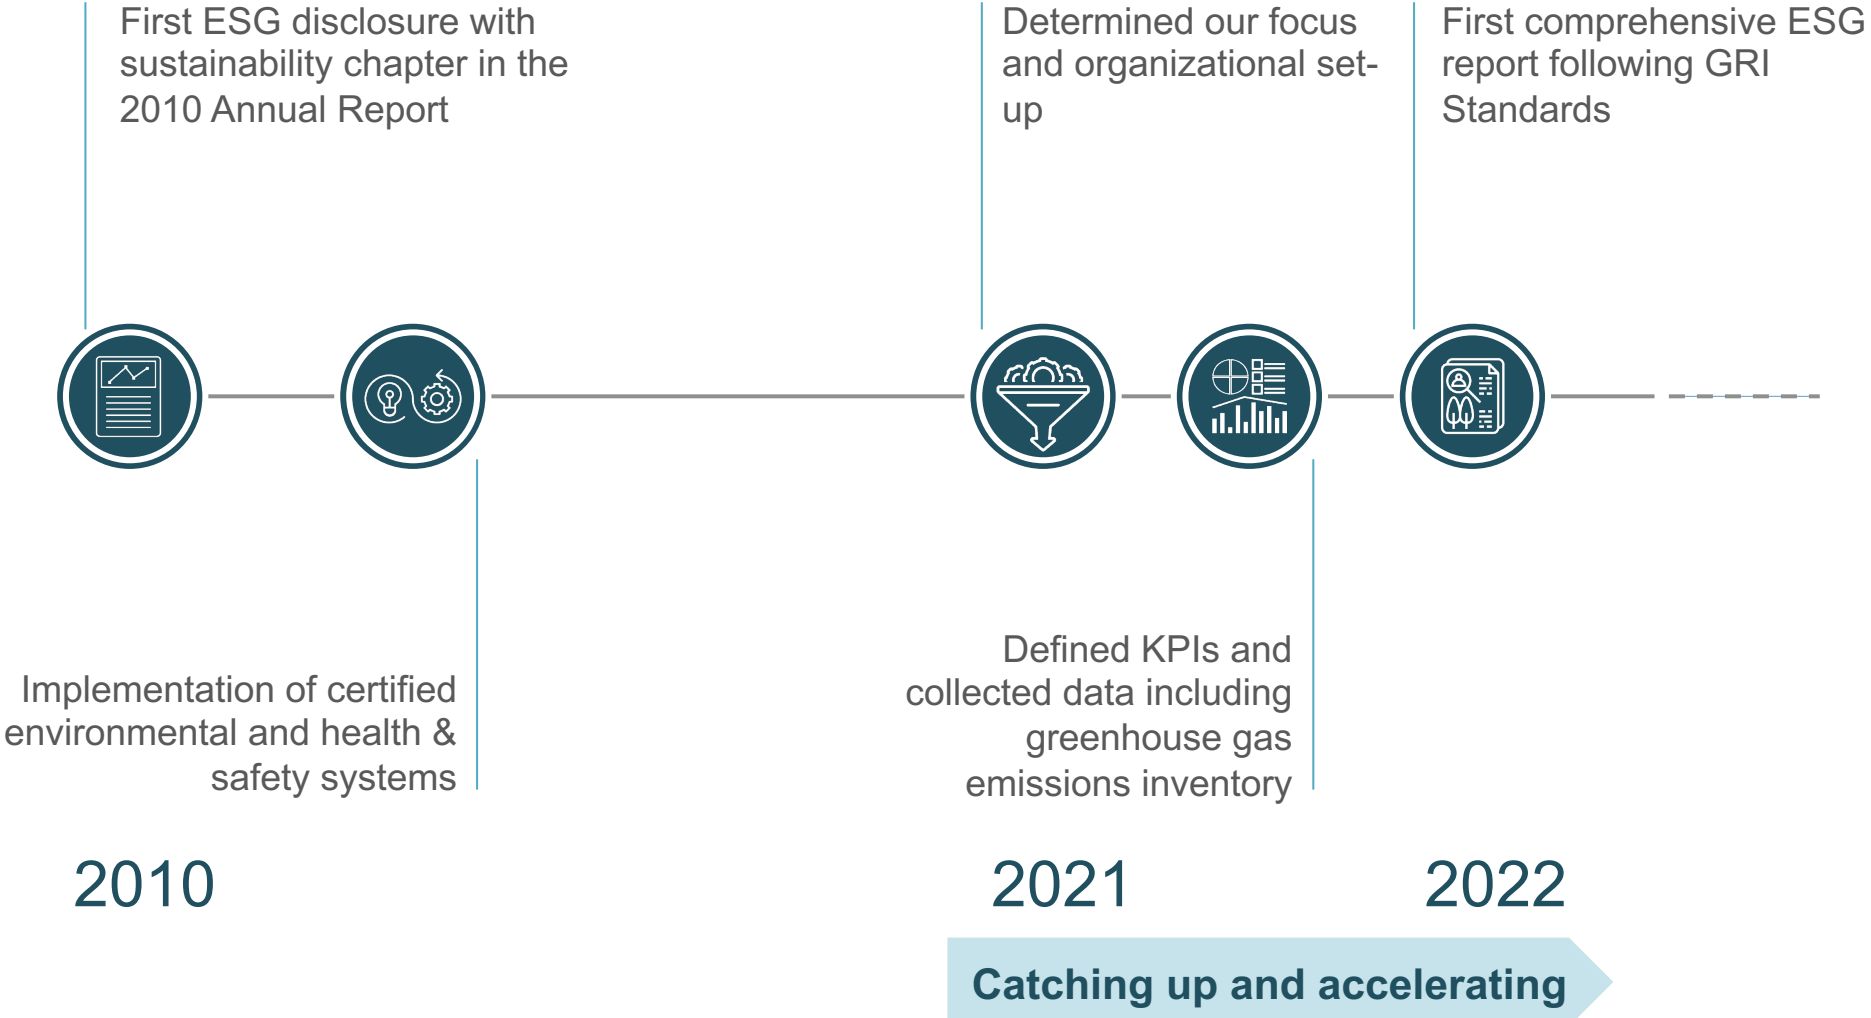 First ESG disclosure with
sustainability chapter in the
2010 Annual Report
Determined our focus
and organizational set-
up
First comprehensive ESG
report following GRI
Standards
Implementation of certified
environmental and health &
safety systems
Defined KPIs and
collected data including
greenhouse gas
emissions inventory
2010
2021
2022
Catching up and accelerating